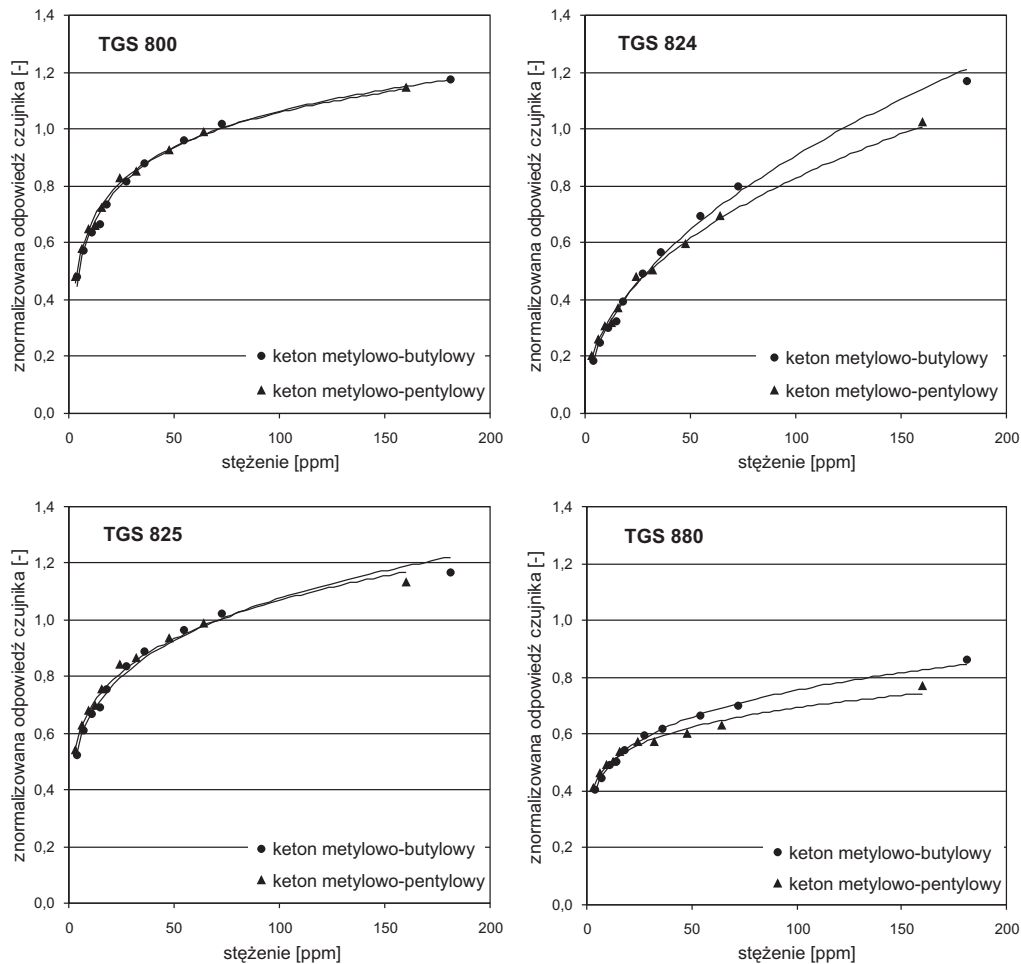 TGS 800
znormalizowana odpowiedź czujnika [-]
1,4
1,2
1,0
0,8
0,6
0,4
0,2
0,0
keton metylowo-butylowy
keton metylowo-pentylowy
0 50 100 150 200
stężenie [ppm]
TGS 824
znormalizowana odpowiedź czujnika [-]
1,4
1,2
1,0
0,8
0,6
0,4
0,2
0,0
keton metylowo-butylowy
keton metylowo-pentylowy
0 50 100 150 200
stężenie [ppm]
TGS 825
znormalizowana odpowiedź czujnika [-]
1,4
1,2
1,0
0,8
0,6
0,4
0,2
0,0
keton metylowo-butylowy
keton metylowo-pentylowy
0 50 100 150 200
stężenie [ppm]
TGS 880
znormalizowana odpowiedź czujnika [-]
1,4
1,2
1,0
0,8
0,6
0,4
0,2
0,0
keton metylowo-butylowy
keton metylowo-pentylowy
0 50 100 150 200
stężenie [ppm]